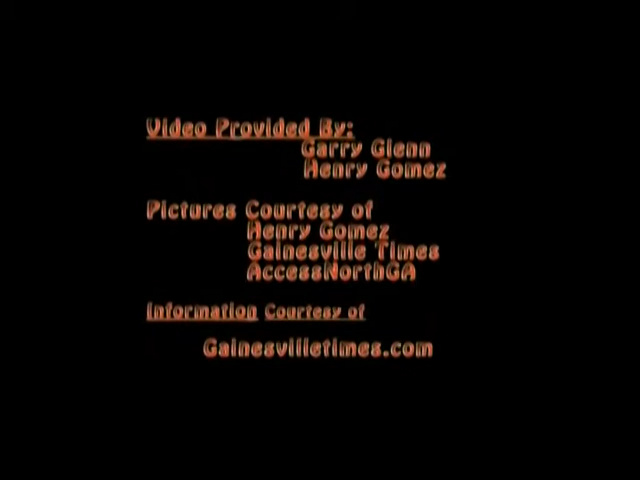 Video Provided By:
Garry Glenn
Henry Gomez
Pictures Courtesy of
Henry Gomez
Gainesville Times
AccessNorthGA
Information Courtesy of
Gainesvilletimes.com